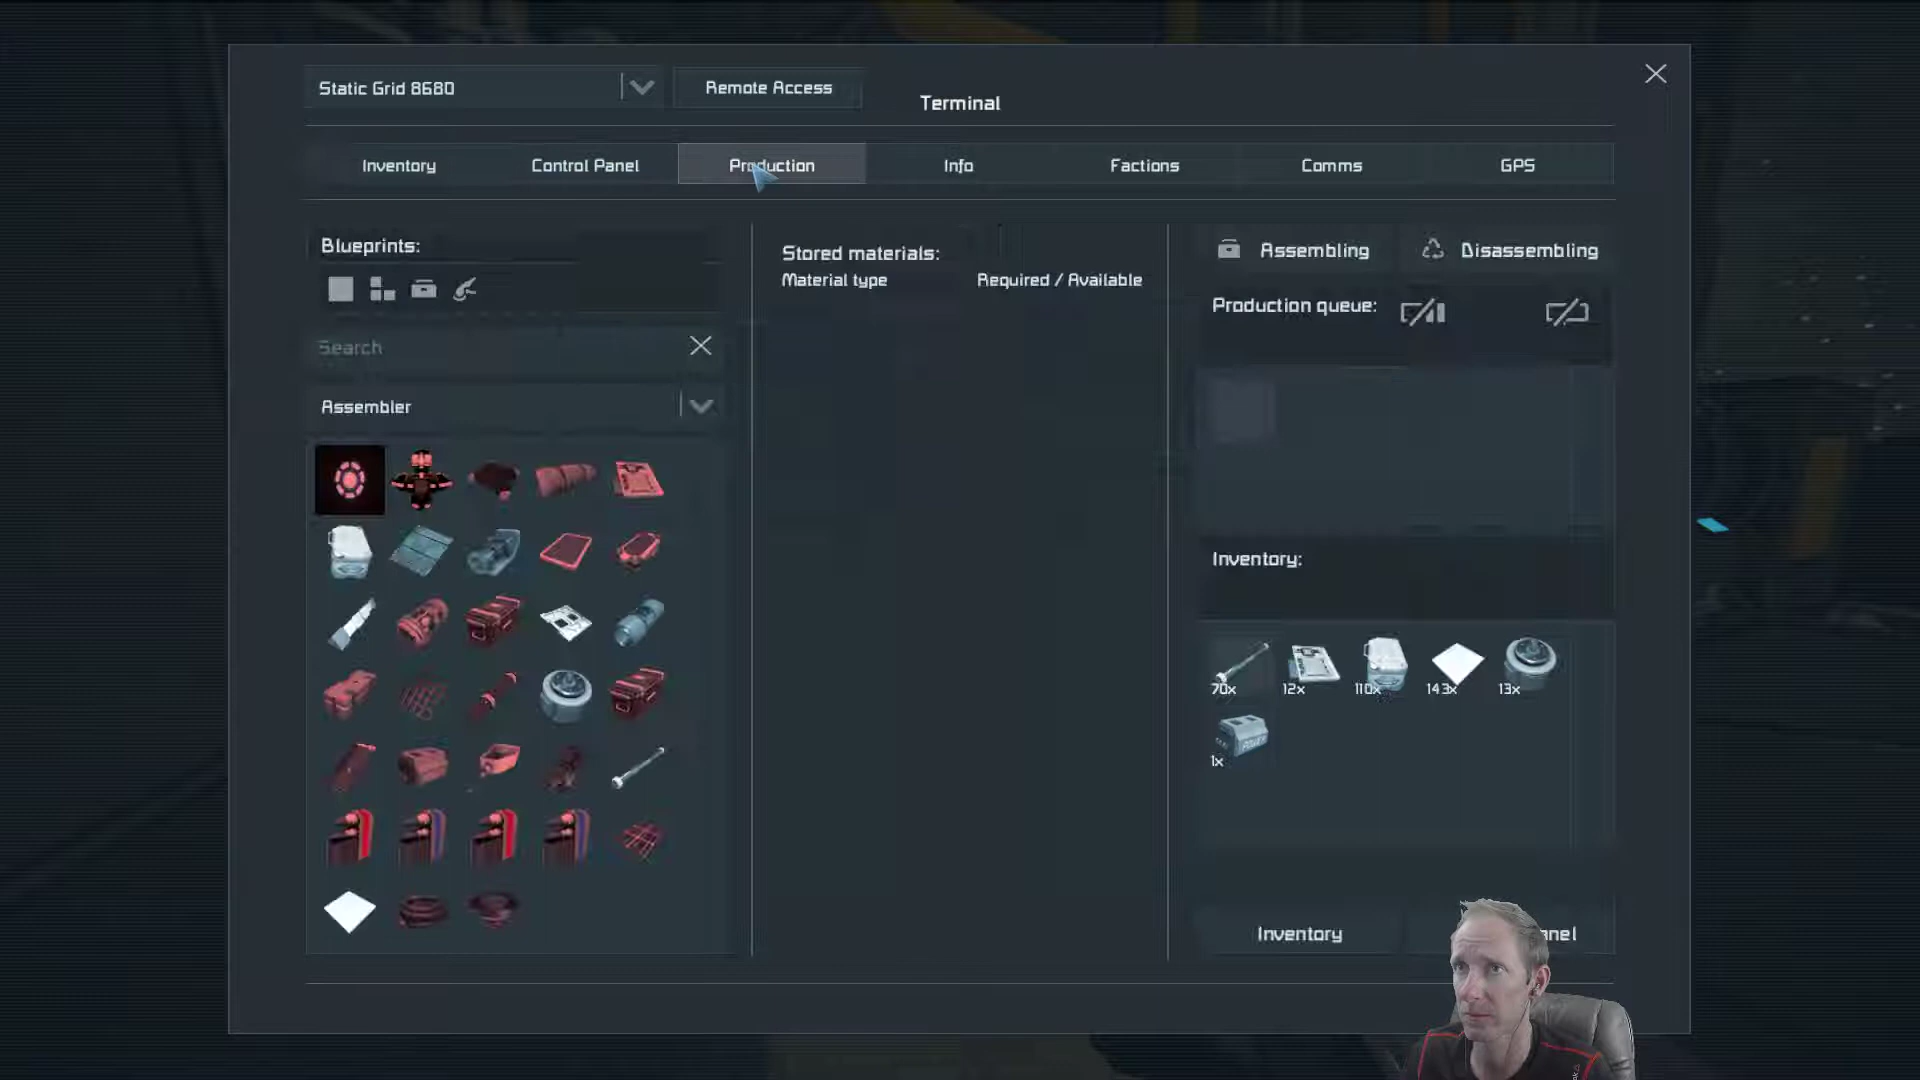 Static Grid 8680
Remote Access
Terminal
Inventory
Control Panel
Production
Info
Factions
Comms
GPS
Blueprints:
Search
Assembler
Stored materials:
Material type
Required / Available
Assembling
Disassembling
Production queue:
Inventory:
70x
12x
110x
143x
13x
1x
Inventory
nel